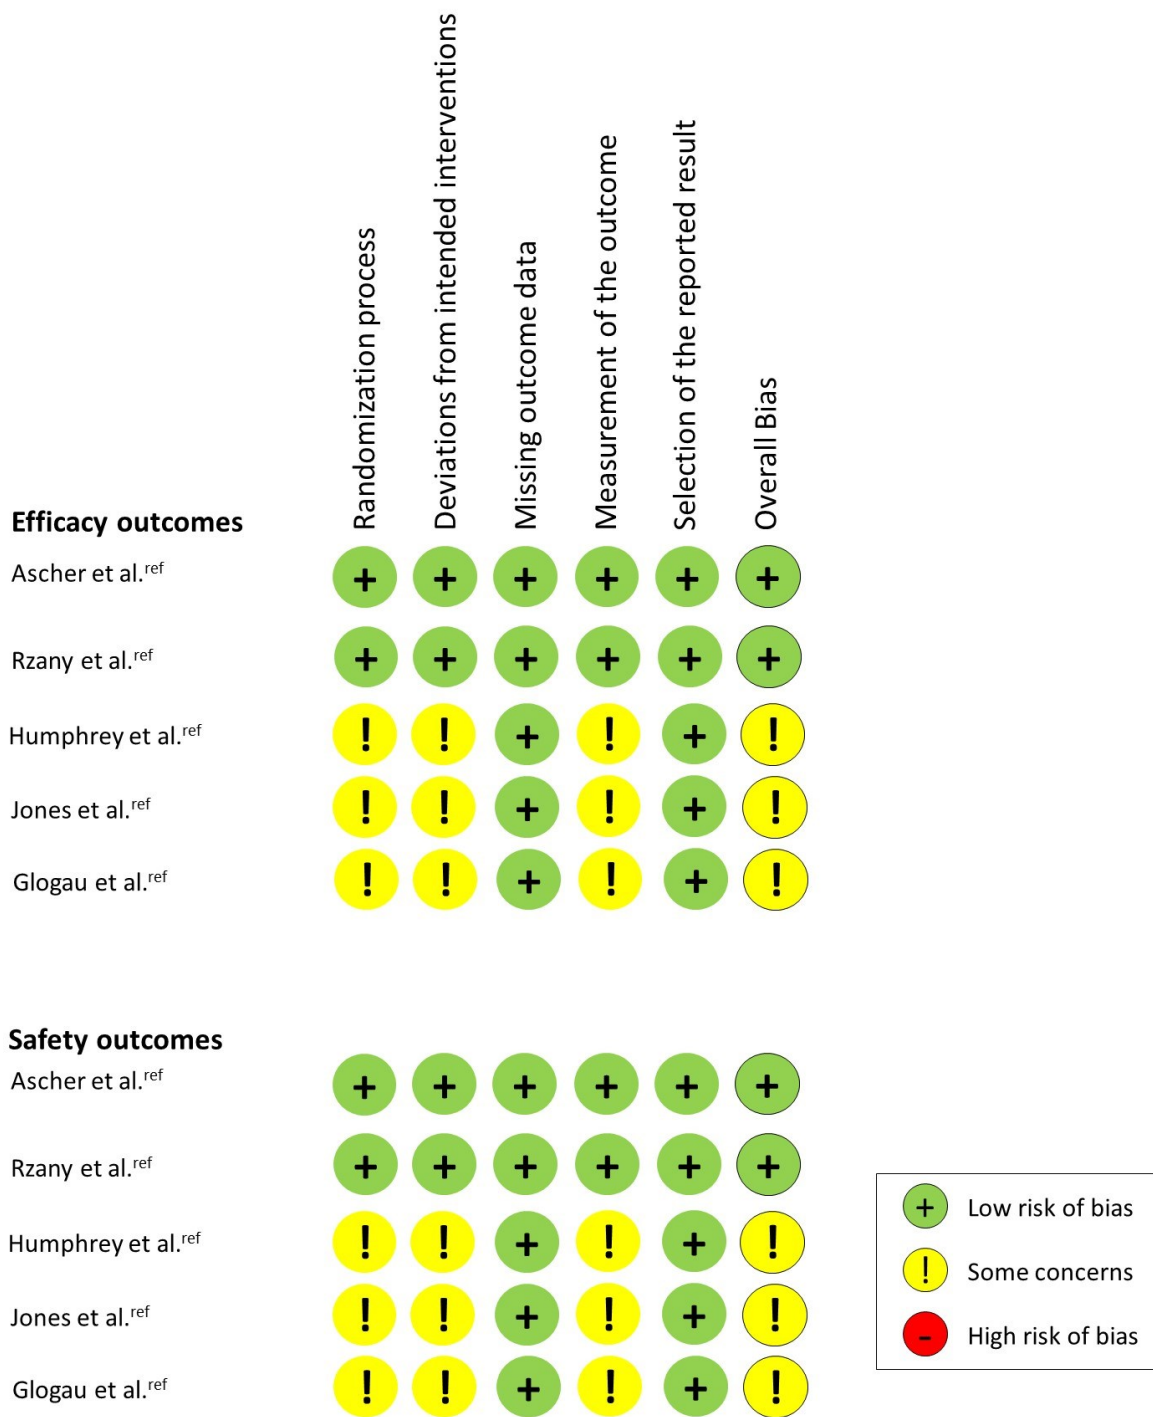 Randomization process
Deviations from intended interventions
Missing outcome data
Measurement of the outcome
Selection of the reported result
Overall Bias
Efficacy outcomes
Ascher et al.ref
+ + + + + +
Rzany et al.ref
+ + + + + +
Humphrey et al.ref
! ! + ! + !
Jones et al.ref
! ! + ! + !
Glogau et al.ref
! ! + ! + !
Safety outcomes
Ascher et al.ref
+ + + + + +
Rzany et al.ref
+ + + + + +
Humphrey et al.ref
! ! + ! + !
Jones et al.ref
! ! + ! + !
Glogau et al.ref
! ! + ! + !
+ Low risk of bias
! Some concerns
- High risk of bias